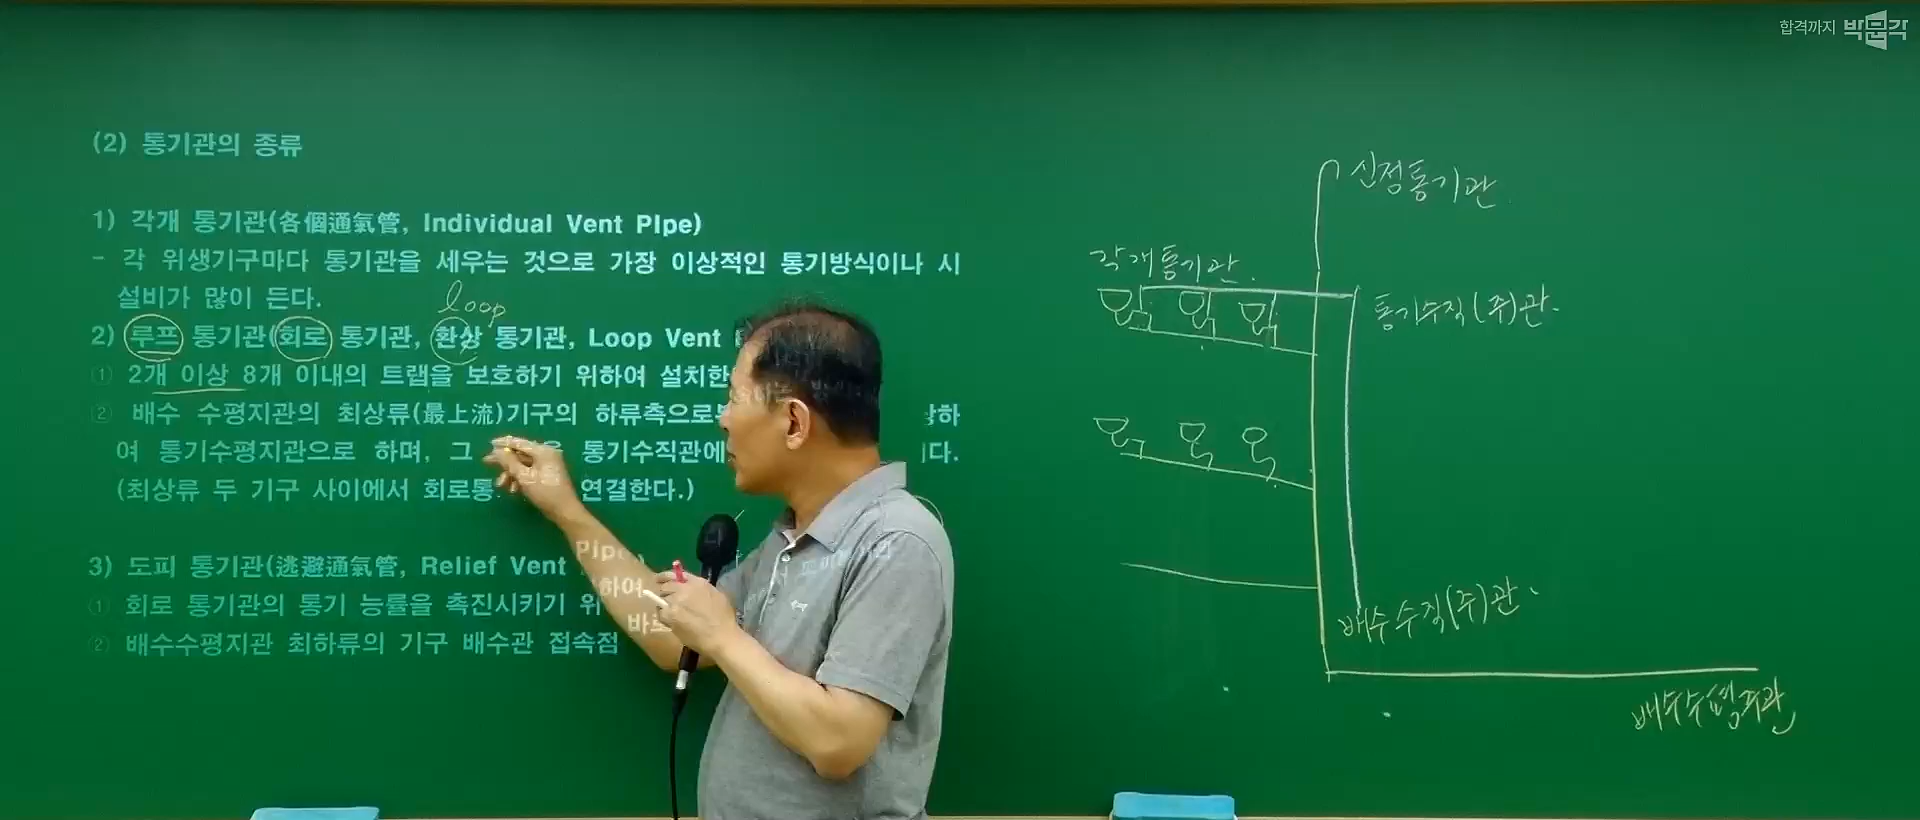 합격까지 박문각
(2) 통기관의 종류
1) 각개 통기관(各個通氣管, Individual Vent PIpe)
- 각 위생기구마다 통기관을 세우는 것으로 가장 이상적인 통기방식이나 시
설비가 많이 든다.
loop
2) 루프 통기관(회로 통기관, 환상 통기관, Loop Vent
① 2개 이상 8개 이내의 트랩을 보호하기 위하여 설치한
② 배수 수평지관의 최상류(最上流)기구의 하류측으로
여 통기수평지관으로 하며, 그 통기수직관에
(최상류 두 기구 사이에서 회로통 연결한다.)
3) 도피 통기관(逃避通氣管, Relief Vent Pipe)
① 회로 통기관의 통기 능률을 촉진시키기 위하여
② 배수수평지관 최하류의 기구 배수관 접속점 바로
신정통기관
각개통기관
통기수직(주)관
배수수직(주)관
배수수평주관